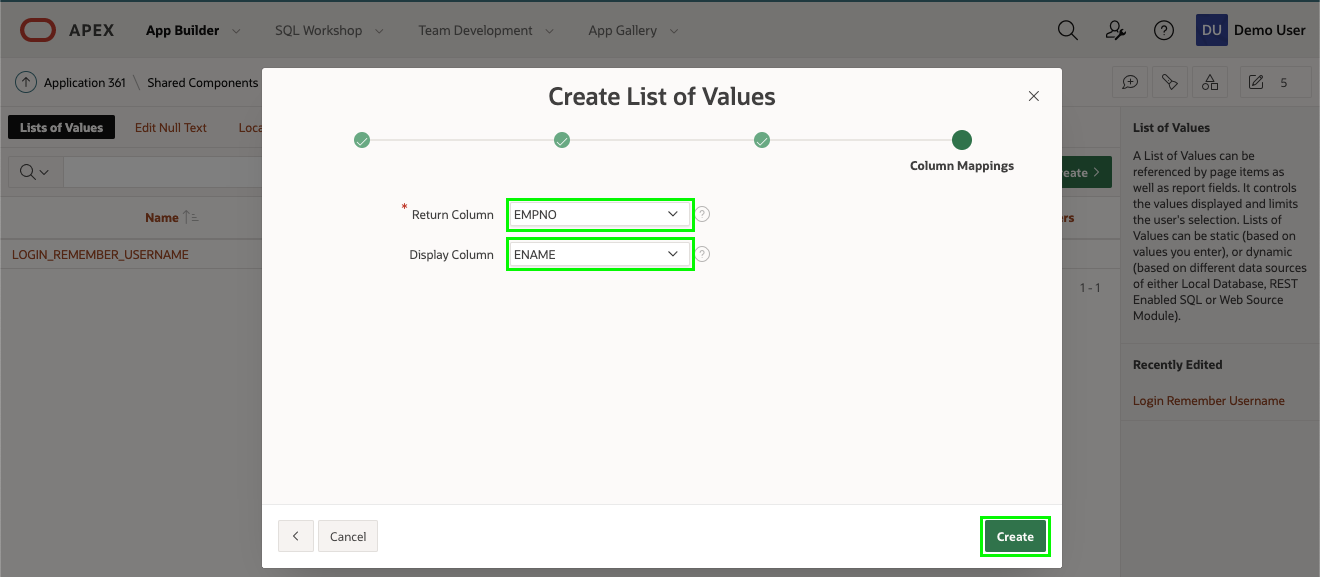 APEX App Builder SQL Workshop Team Development App Gallery DU Demo User
Application 361 \ Shared Components 5
Create List of Values
Lists of Values Edit Null Text
Column Mappings
Name
LOGIN_REMEMBER_USERNAME
1 - 1
* Return Column EMPNO ?
Display Column ENAME ?
Cancel Create
List of Values
A List of Values can be
referenced by page items as
well as report fields. It controls
the values displayed and limits
the user's selection. Lists of
Values can be static (based on
values you enter), or dynamic
(based on different data sources
of either Local Database, REST
Enabled SQL or Web Source
Module).
Recently Edited
Login Remember Username